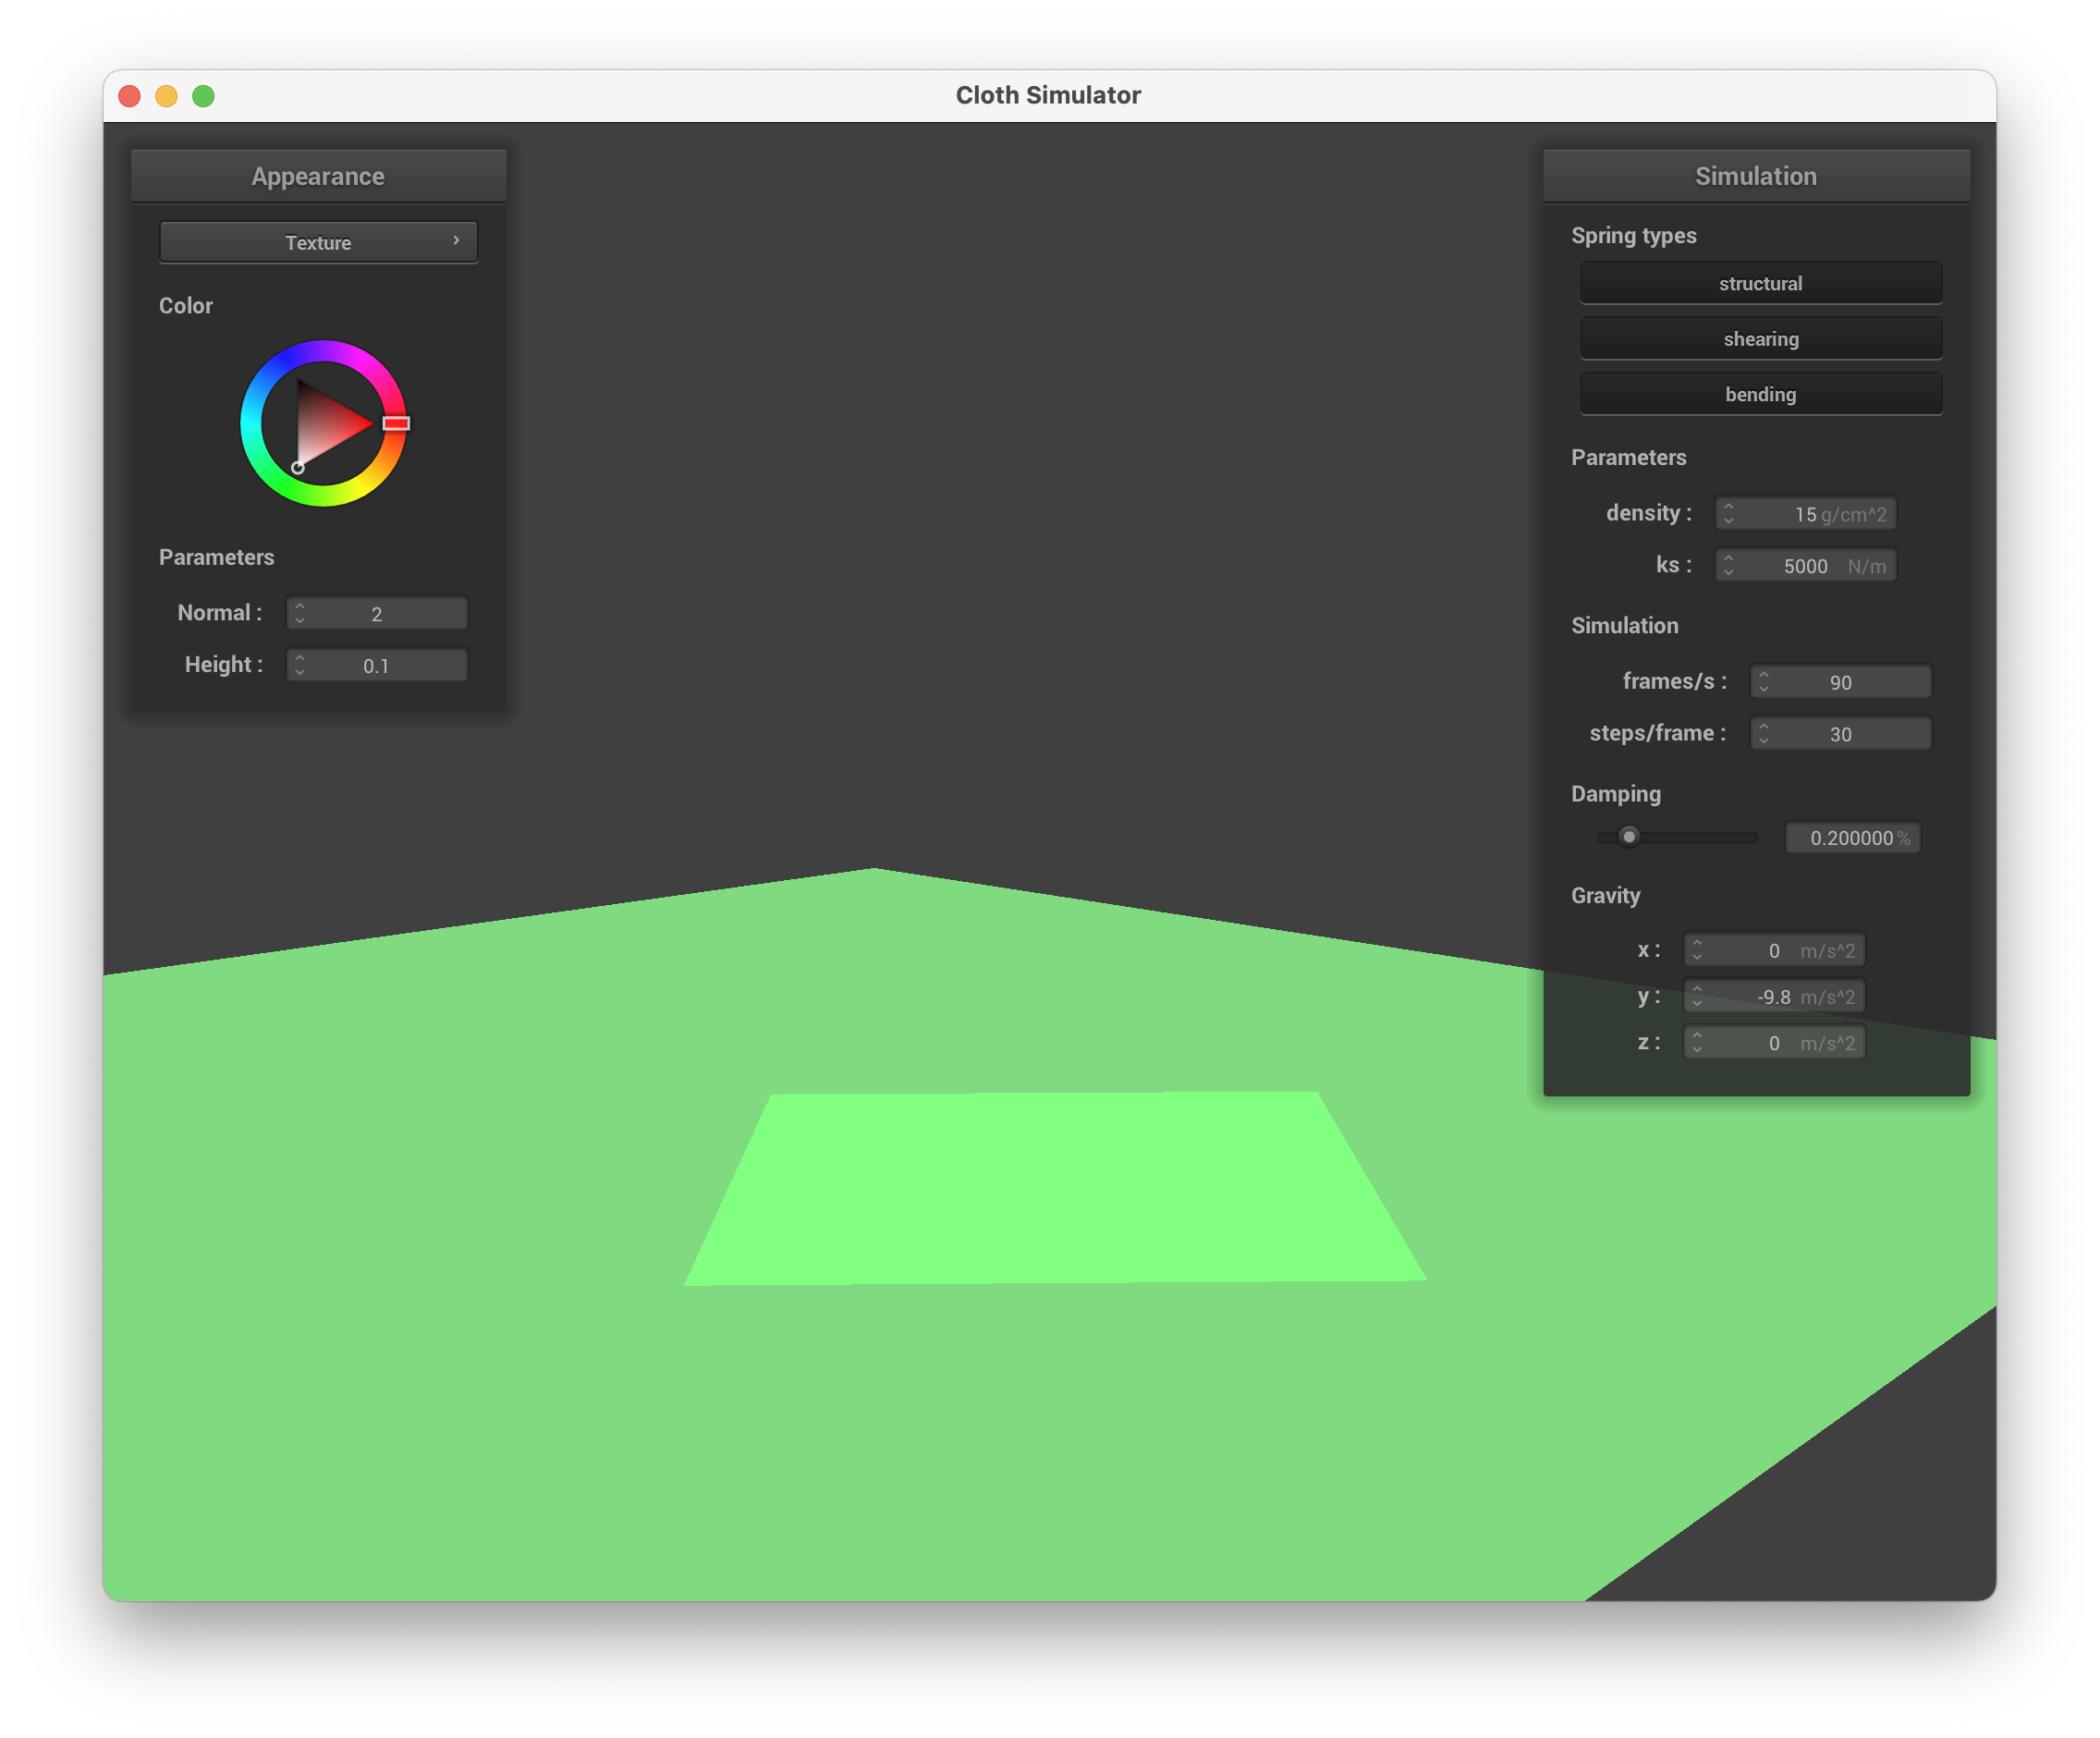 Cloth Simulator
Appearance
Texture
Color
Parameters
Normal : 2
Height : 0.1
Simulation
Spring types
structural
shearing
bending
Parameters
density : 15 g/cm^2
ks : 5000 N/m
Simulation
frames/s : 90
steps/frame : 30
Damping
0.200000 %
Gravity
x : 0 m/s^2
y : -9.8 m/s^2
z : 0 m/s^2